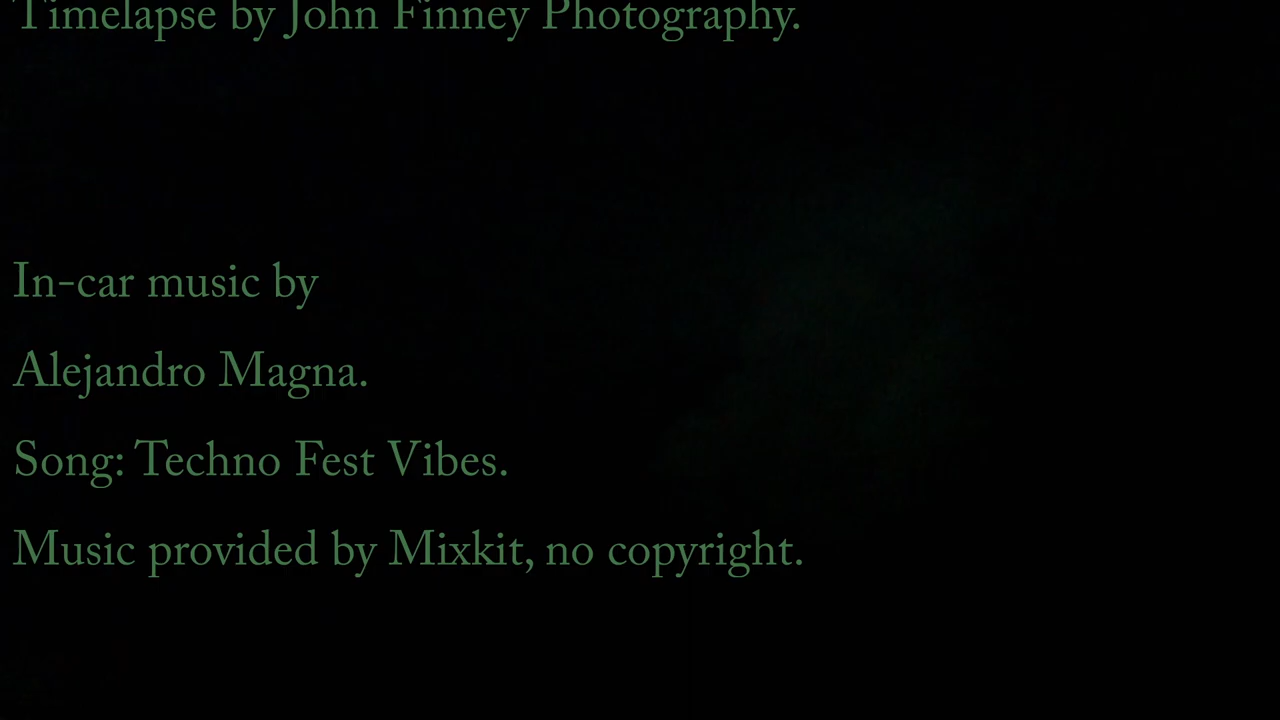 Timelapse by John Finney Photography.
In-car music by
Alejandro Magna.
Song: Techno Fest Vibes.
Music provided by Mixkit, no copyright.